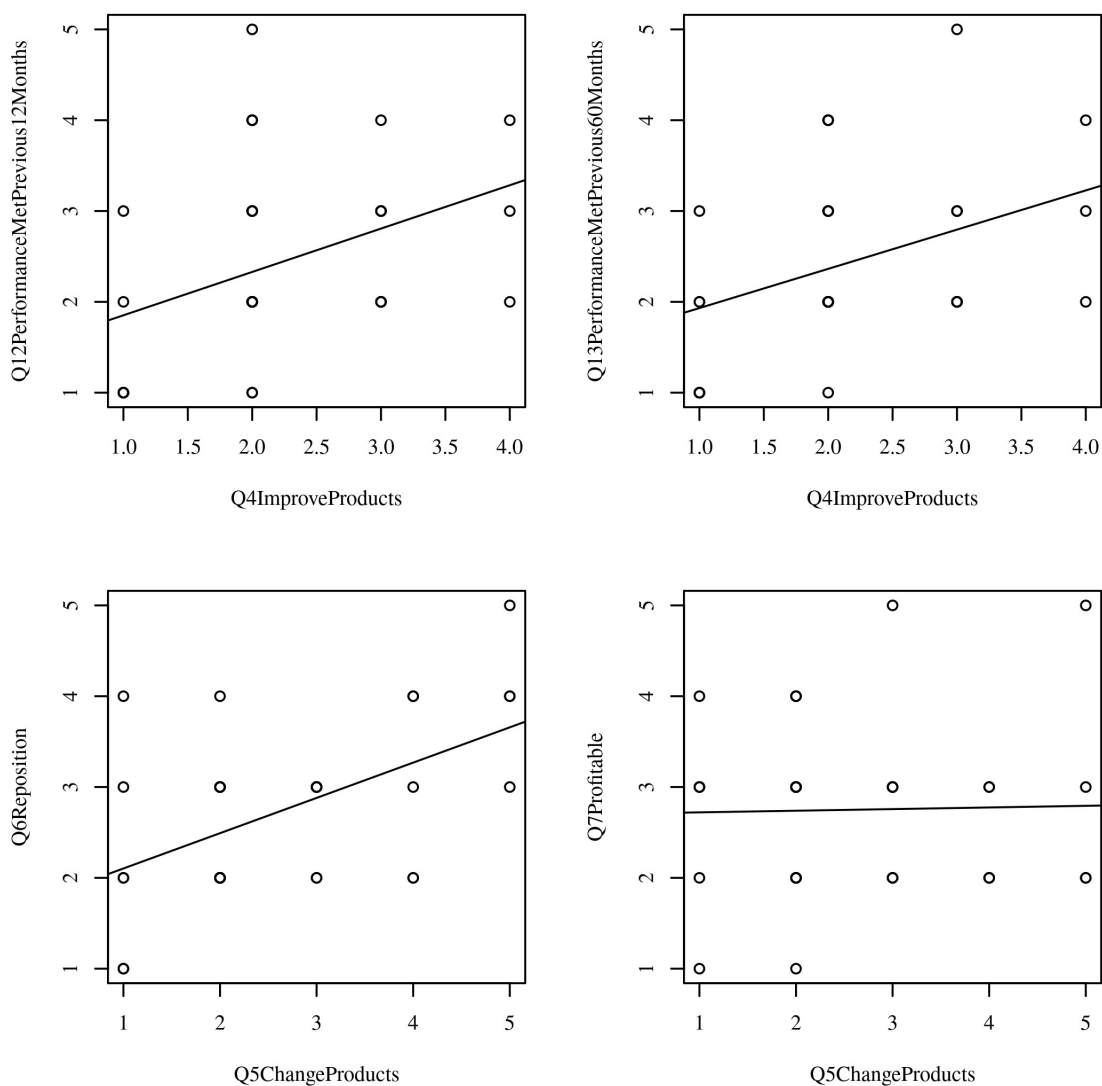 Q12PerformanceMetPrevious12Months
5
4
3
2
1
1.0 1.5 2.0 2.5 3.0 3.5 4.0
Q4ImproveProducts
Q13PerformanceMetPrevious60Months
5
4
3
2
1
1.0 1.5 2.0 2.5 3.0 3.5 4.0
Q4ImproveProducts
Q6Reposition
5
4
3
2
1
1 2 3 4 5
Q5ChangeProducts
Q7Profitable
5
4
3
2
1
1 2 3 4 5
Q5ChangeProducts